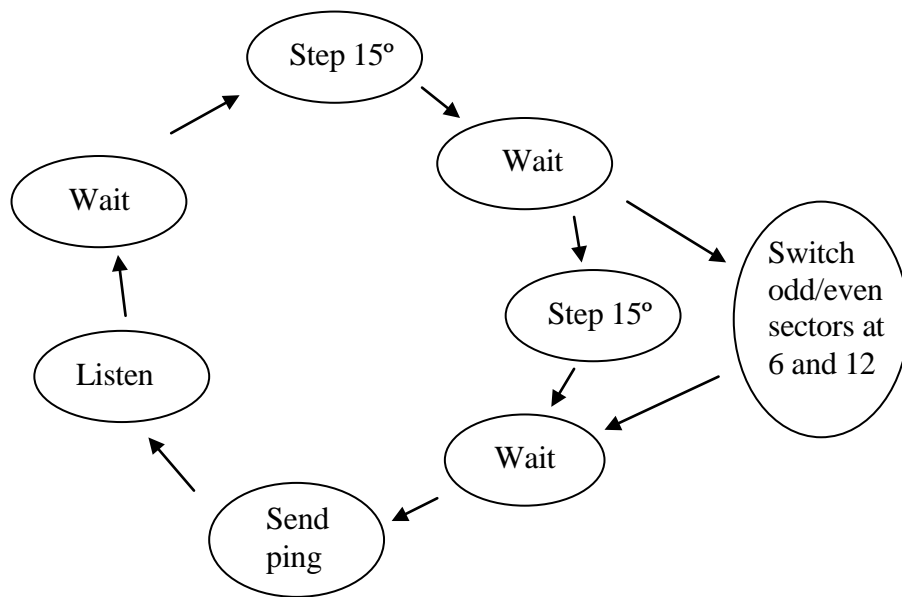 Step 15º
Wait
Wait
Switch
odd/even
sectors at
6 and 12
Step 15º
Listen
Wait
Send
ping